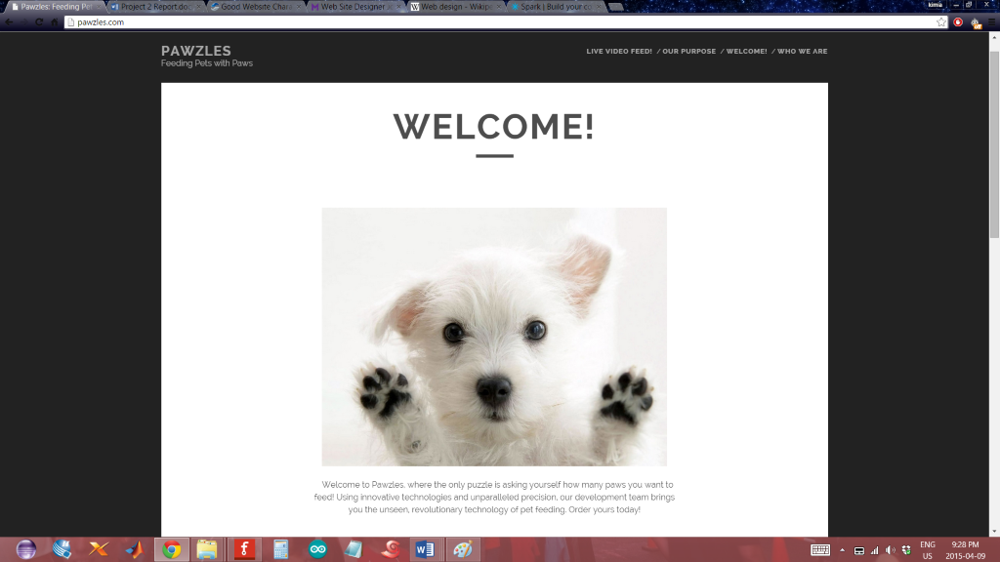 Pawzles: Feeding Pet
Project 2 Report.doc
Good Website Chara
Web Site Designer
Web design - Wikipe
Spark | Build your co
kimia
pawzles.com
PAWZLES
Feeding Pets with Paws
LIVE VIDEO FEED! / OUR PURPOSE / WELCOME! / WHO WE ARE
WELCOME!
Welcome to Pawzles, where the only puzzle is asking yourself how many paws you want to
feed! Using innovative technologies and unparalleled precision, our development team brings
you the unseen, revolutionary technology of pet feeding. Order yours today!
ENG
US
9:28 PM
2015-04-09